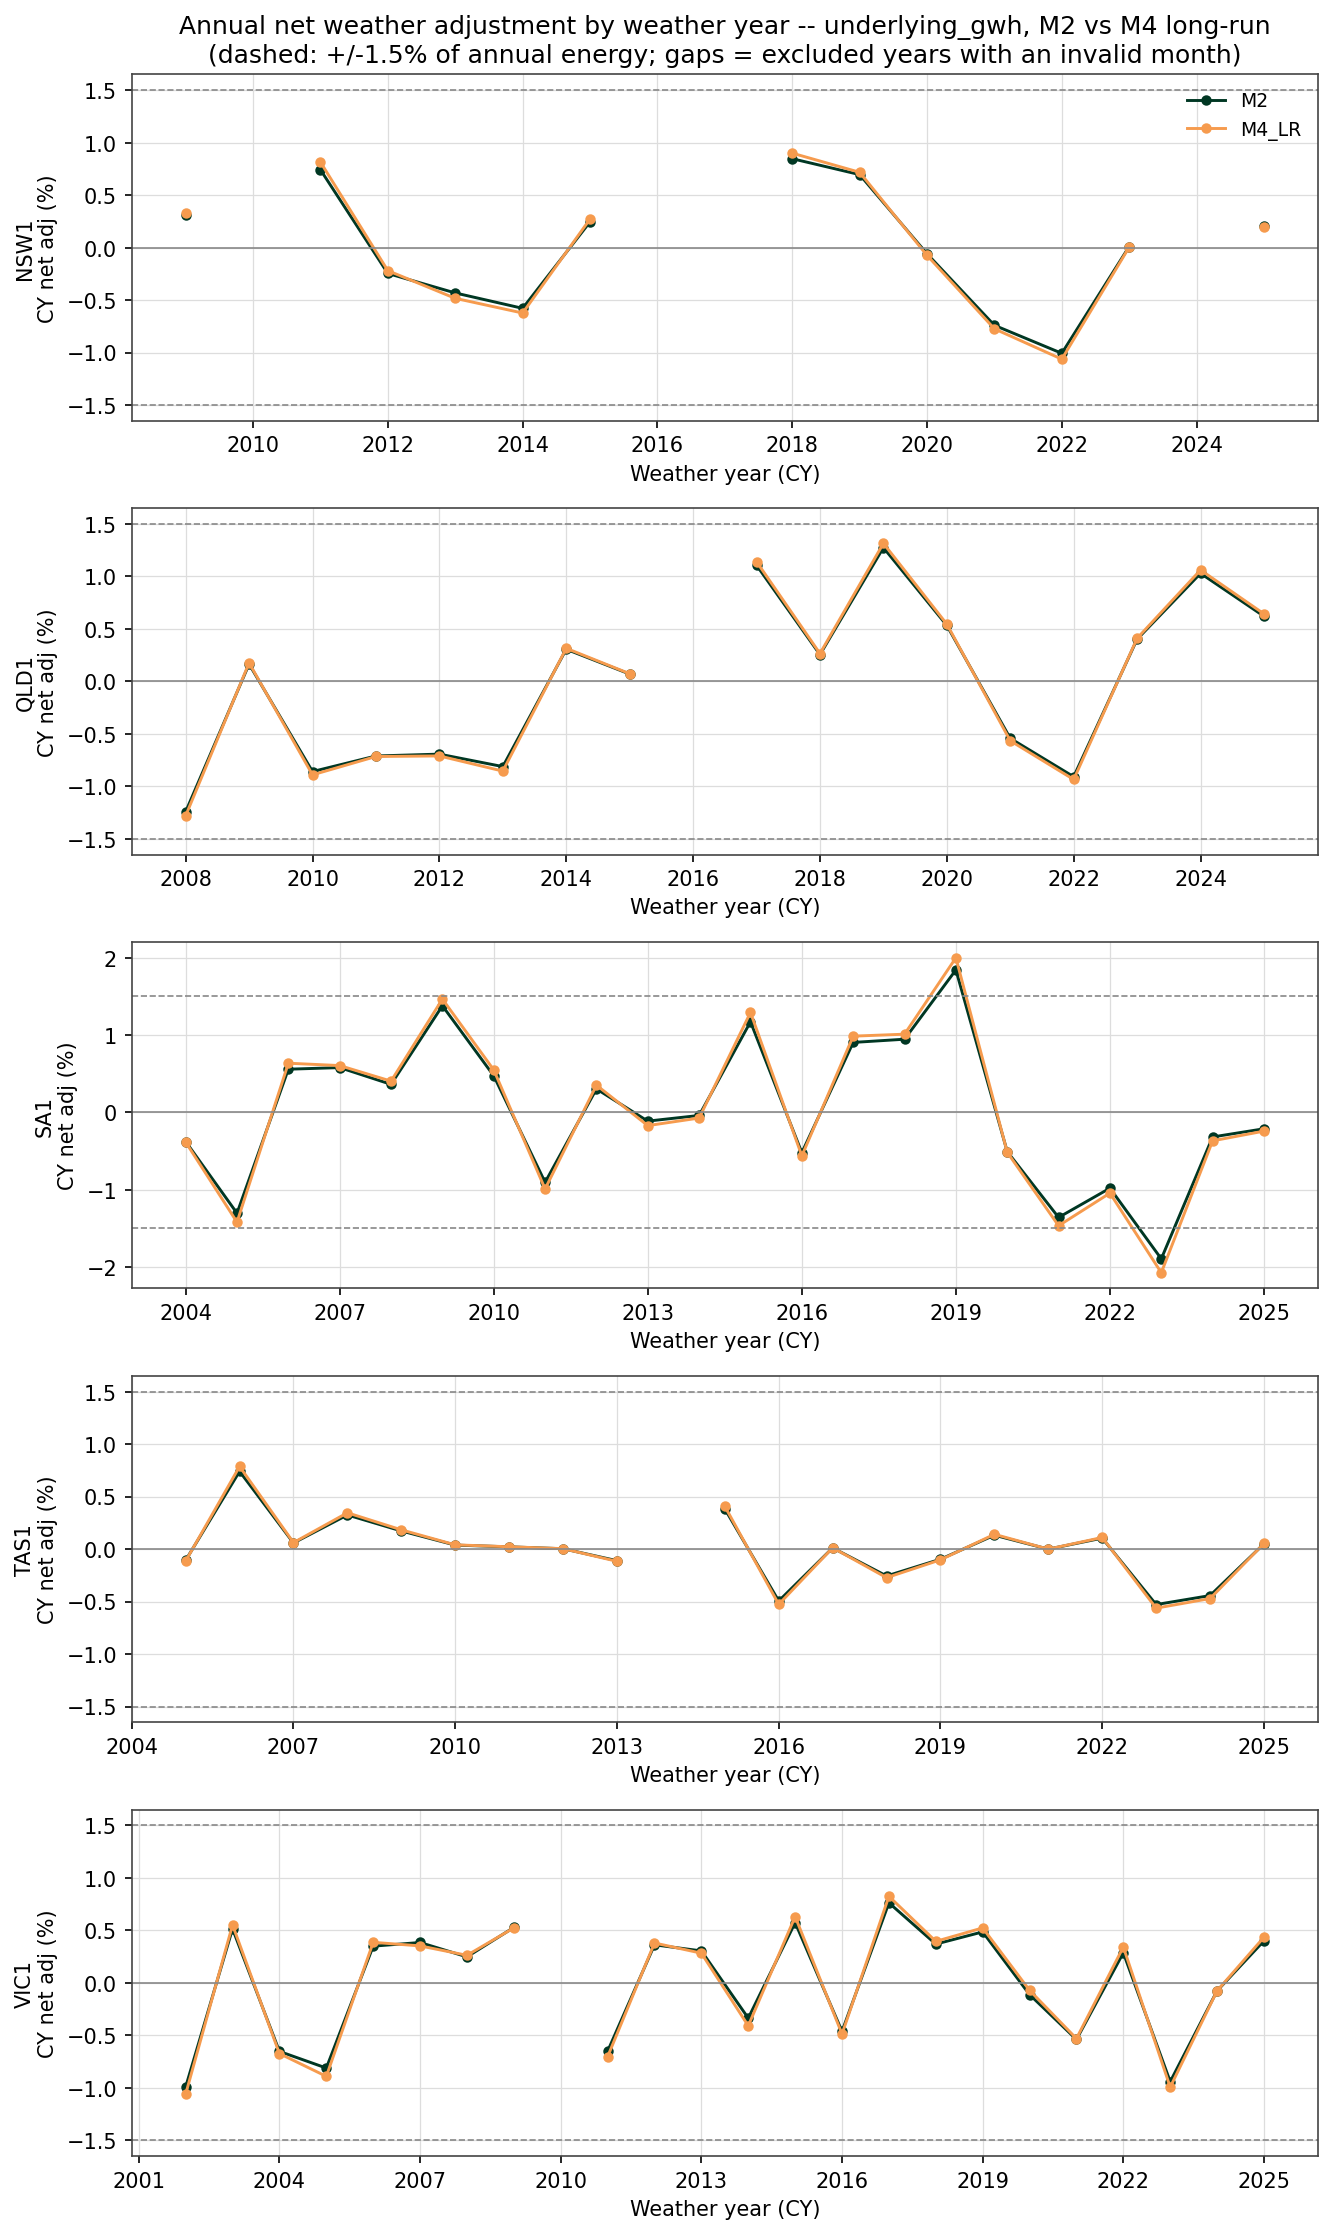 Annual net weather adjustment by weather year -- underlying_gwh, M2 vs M4 long-run
(dashed: +/-1.5% of annual energy; gaps = excluded years with an invalid month)
M2
M4_LR
NSW1
CY net adj (%)
1.5
1.0
0.5
0.0
−0.5
−1.0
−1.5
2010 2012 2014 2016 2018 2020 2022 2024
Weather year (CY)
QLD1
CY net adj (%)
1.5
1.0
0.5
0.0
−0.5
−1.0
−1.5
2008 2010 2012 2014 2016 2018 2020 2022 2024
Weather year (CY)
SA1
CY net adj (%)
2
1
0
−1
−2
2004 2007 2010 2013 2016 2019 2022 2025
Weather year (CY)
TAS1
CY net adj (%)
1.5
1.0
0.5
0.0
−0.5
−1.0
−1.5
2004 2007 2010 2013 2016 2019 2022 2025
Weather year (CY)
VIC1
CY net adj (%)
1.5
1.0
0.5
0.0
−0.5
−1.0
−1.5
2001 2004 2007 2010 2013 2016 2019 2022 2025
Weather year (CY)